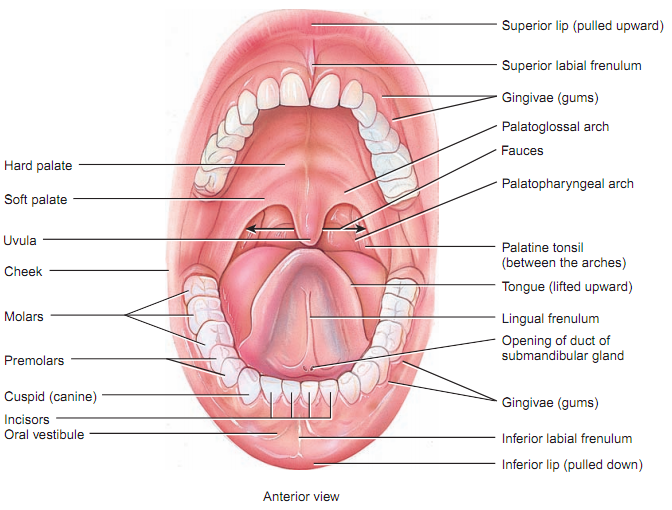 Superior lip (pulled upward)
Superior labial frenulum
Gingivae (gums)
Palatoglossal arch
Fauces
Palatopharyngeal arch
Palatine tonsil
(between the arches)
Tongue (lifted upward)
Lingual frenulum
Opening of duct of
submandibular gland
Gingivae (gums)
Inferior labial frenulum
Inferior lip (pulled down)
Hard palate
Soft palate
Uvula
Cheek
Molars
Premolars
Cuspid (canine)
Incisors
Oral vestibule
Anterior view